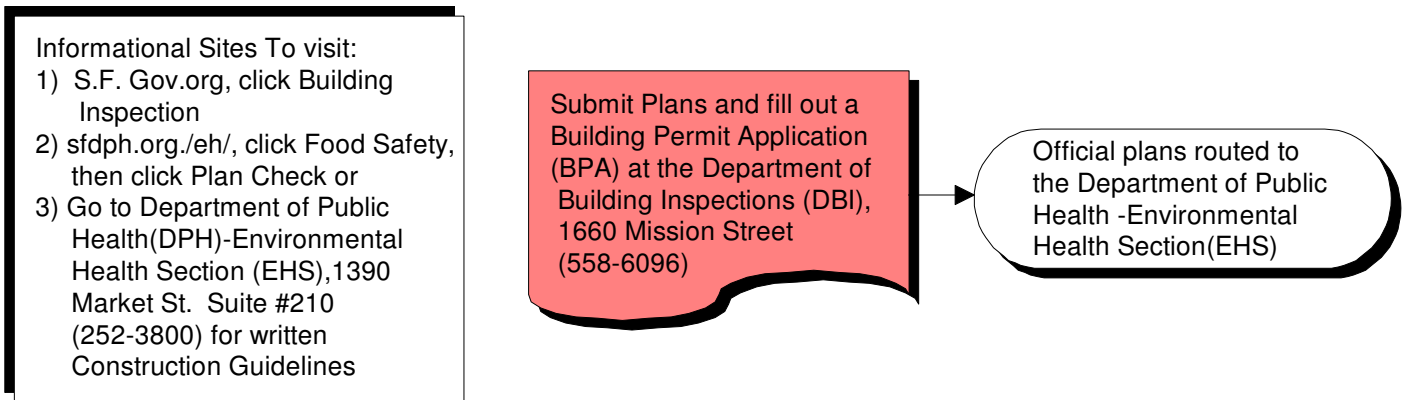 Informational Sites To visit:
1) S.F. Gov.org, click Building
Inspection
2) sfdph.org./eh/, click Food Safety,
then click Plan Check or
3) Go to Department of Public
Health(DPH)-Environmental
Health Section (EHS),1390
Market St. Suite #210
(252-3800) for written
Construction Guidelines
Submit Plans and fill out a
Building Permit Application
(BPA) at the Department of
Building Inspections (DBI),
1660 Mission Street
(558-6096)
Official plans routed to
the Department of Public
Health -Environmental
Health Section(EHS)